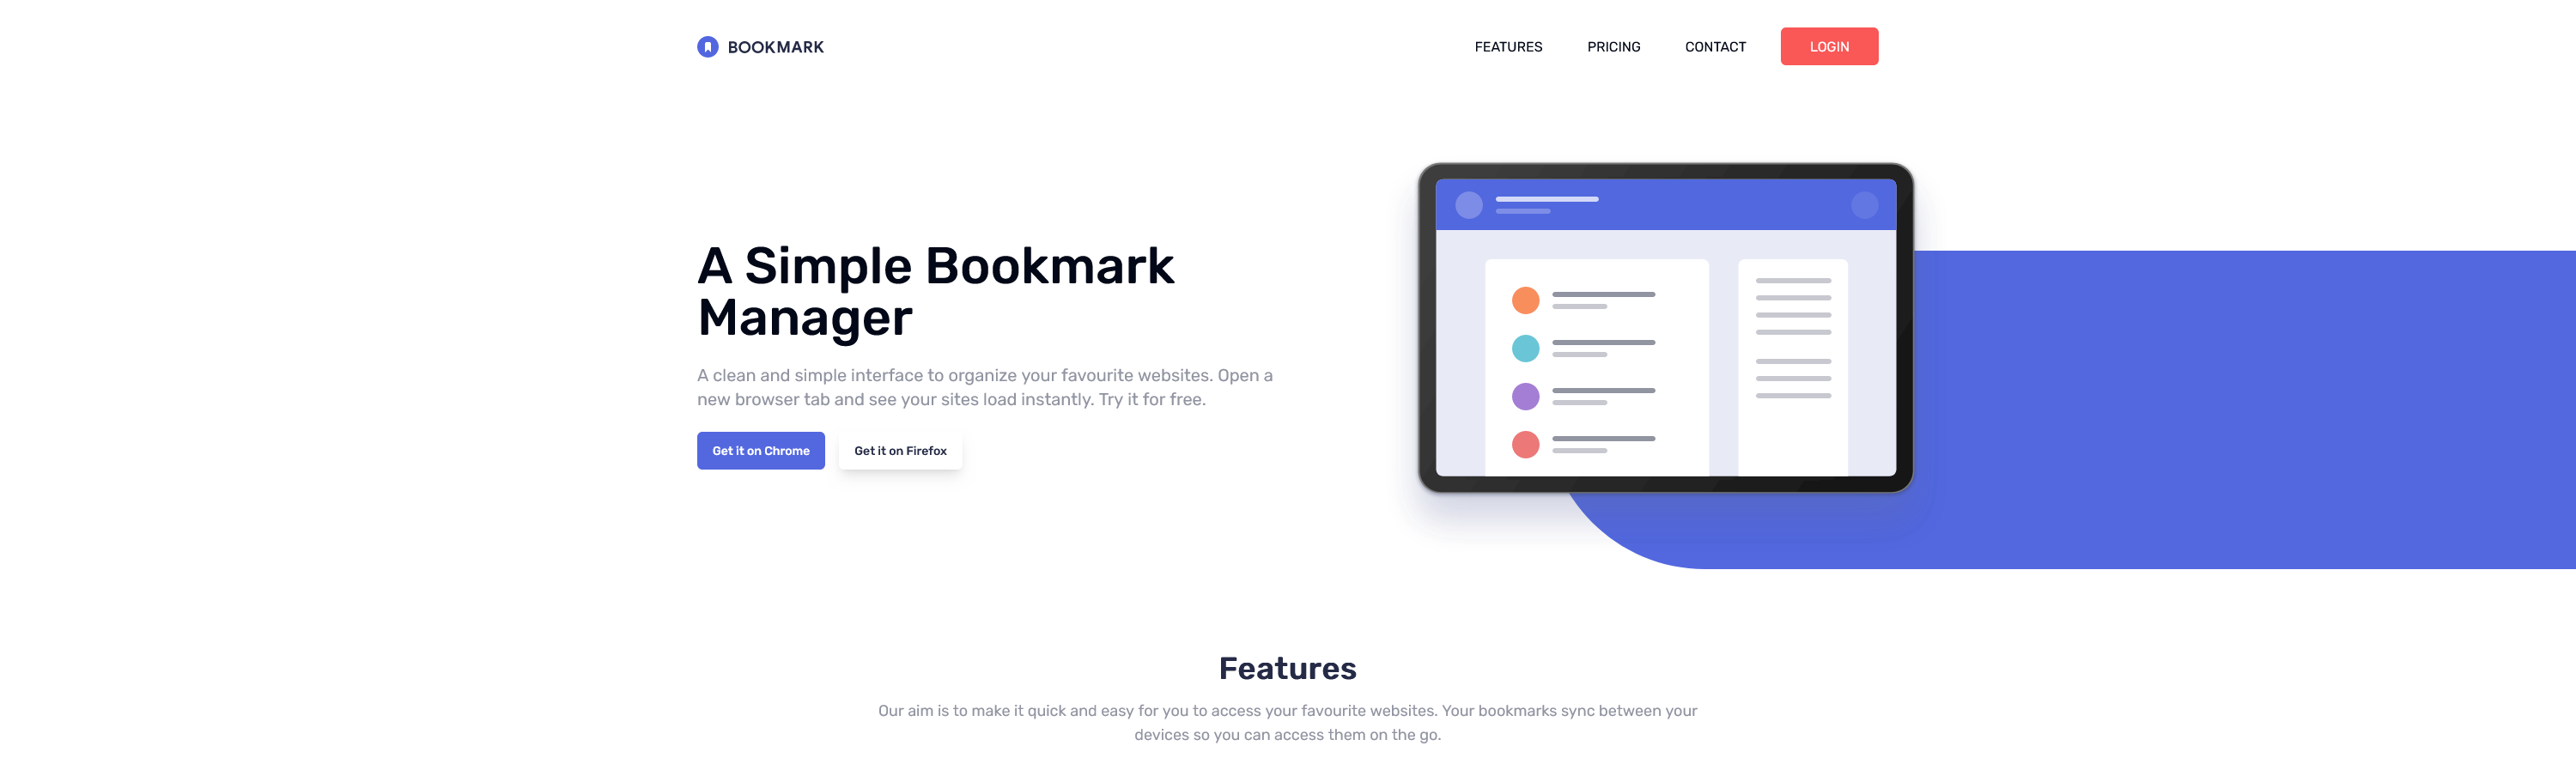 BOOKMARK
FEATURES PRICING CONTACT LOGIN
A Simple Bookmark
Manager
A clean and simple interface to organize your favourite websites. Open a
new browser tab and see your sites load instantly. Try it for free.
Get it on Chrome Get it on Firefox
Features
Our aim is to make it quick and easy for you to access your favourite websites. Your bookmarks sync between your
devices so you can access them on the go.